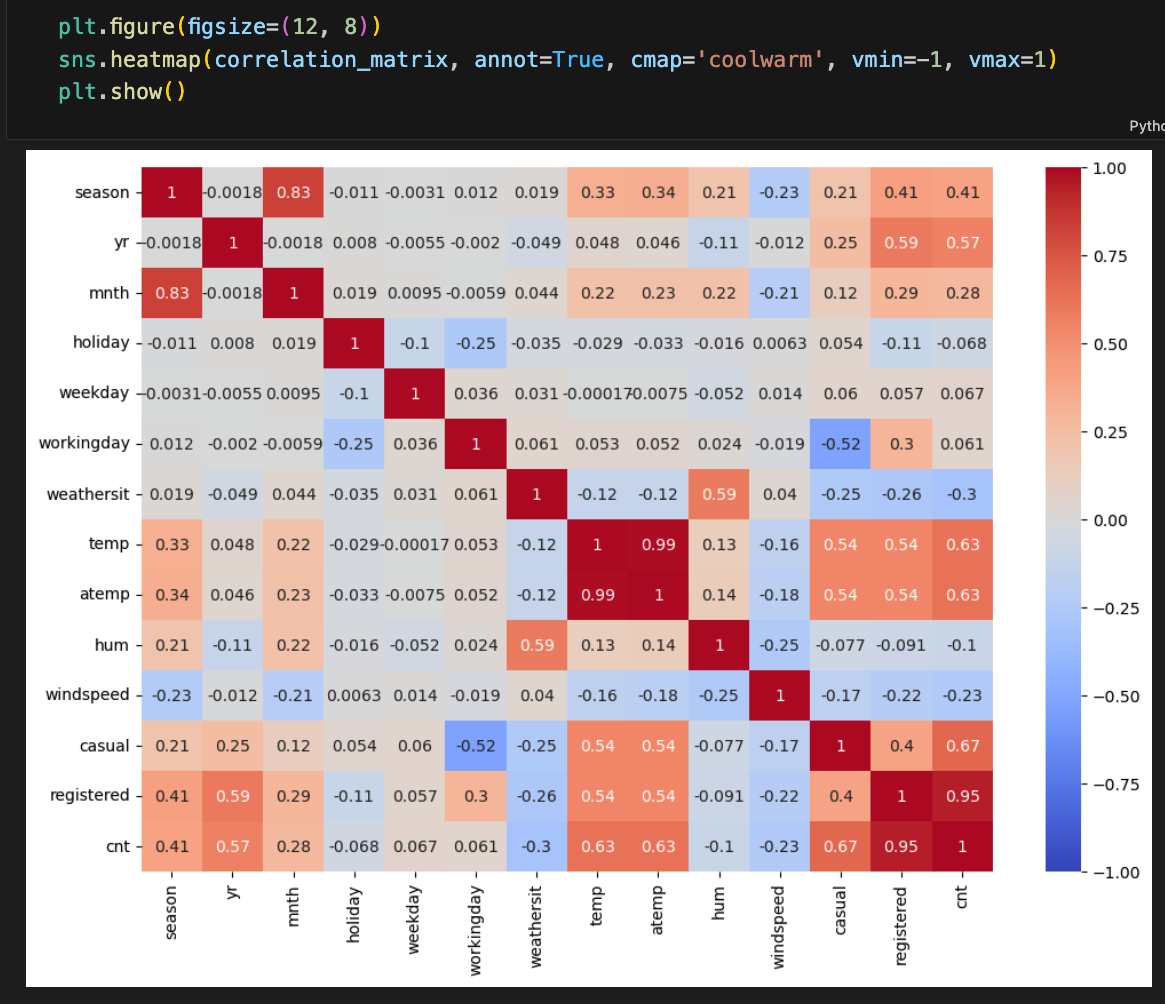 plt.figure(figsize=(12, 8))
sns.heatmap(correlation_matrix, annot=True, cmap='coolwarm', vmin=-1, vmax=1)
plt.show()
Pytho
season 1 -0.0018 0.83 -0.011 -0.0031 0.012 0.019 0.33 0.34 0.21 -0.23 0.21 0.41 0.41
yr -0.0018 1 -0.0018 0.008 -0.0055 -0.002 -0.049 0.048 0.046 -0.11 -0.012 0.25 0.59 0.57
mnth 0.83 -0.0018 1 0.019 0.0095 -0.0059 0.044 0.22 0.23 0.22 -0.21 0.12 0.29 0.28
holiday -0.011 0.008 0.019 1 -0.1 -0.25 -0.035 -0.029 -0.033 -0.016 0.0063 0.054 -0.11 -0.068
weekday -0.0031 -0.0055 0.0095 -0.1 1 0.036 0.031 -0.00017 -0.0075 -0.052 0.014 0.06 0.057 0.067
workingday 0.012 -0.002 -0.0059 -0.25 0.036 1 0.061 0.053 0.052 0.024 -0.019 -0.52 0.3 0.061
weathersit 0.019 -0.049 0.044 -0.035 0.031 0.061 1 -0.12 -0.12 0.59 0.04 -0.25 -0.26 -0.3
temp 0.33 0.048 0.22 -0.029 -0.00017 0.053 -0.12 1 0.99 0.13 -0.16 0.54 0.54 0.63
atemp 0.34 0.046 0.23 -0.033 -0.0075 0.052 -0.12 0.99 1 0.14 -0.18 0.54 0.54 0.63
hum 0.21 -0.11 0.22 -0.016 -0.052 0.024 0.59 0.13 0.14 1 -0.25 -0.077 -0.091 -0.1
windspeed -0.23 -0.012 -0.21 0.0063 0.014 -0.019 0.04 -0.16 -0.18 -0.25 1 -0.17 -0.22 -0.23
casual 0.21 0.25 0.12 0.054 0.06 -0.52 -0.25 0.54 0.54 -0.077 -0.17 1 0.4 0.67
registered 0.41 0.59 0.29 -0.11 0.057 0.3 -0.26 0.54 0.54 -0.091 -0.22 0.4 1 0.95
cnt 0.41 0.57 0.28 -0.068 0.067 0.061 -0.3 0.63 0.63 -0.1 -0.23 0.67 0.95 1
season yr mnth holiday weekday workingday weathersit temp atemp hum windspeed casual registered cnt
1.00
0.75
0.50
0.25
0.00
−0.25
−0.50
−0.75
−1.00